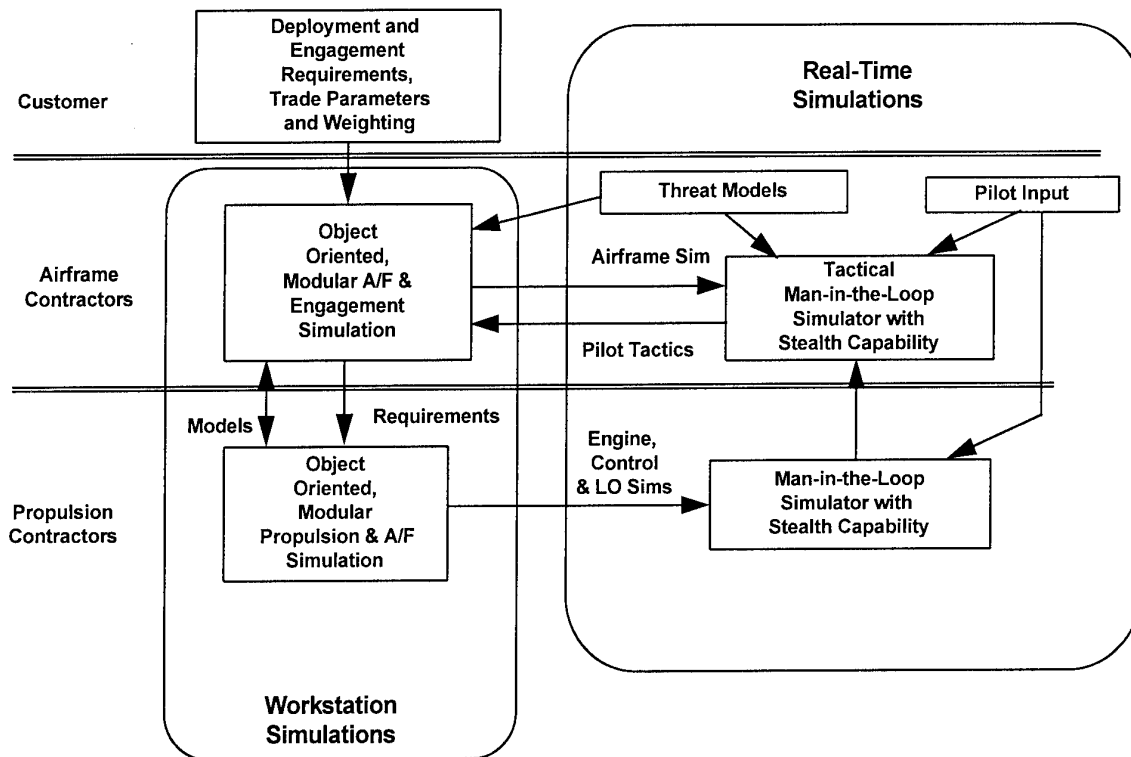 Deployment and
Engagement
Requirements,
Trade Parameters
and Weighting
Real-Time
Simulations
Customer
Threat Models
Pilot Input
Object
Oriented,
Modular A/F &
Engagement
Simulation
Airframe
Contractors
Airframe Sim
Pilot Tactics
Tactical
Man-in-the-Loop
Simulator with
Stealth Capability
Models
Requirements
Propulsion
Contractors
Object
Oriented,
Modular
Propulsion & A/F
Simulation
Engine,
Control
& LO Sims
Man-in-the-Loop
Simulator with
Stealth Capability
Workstation
Simulations